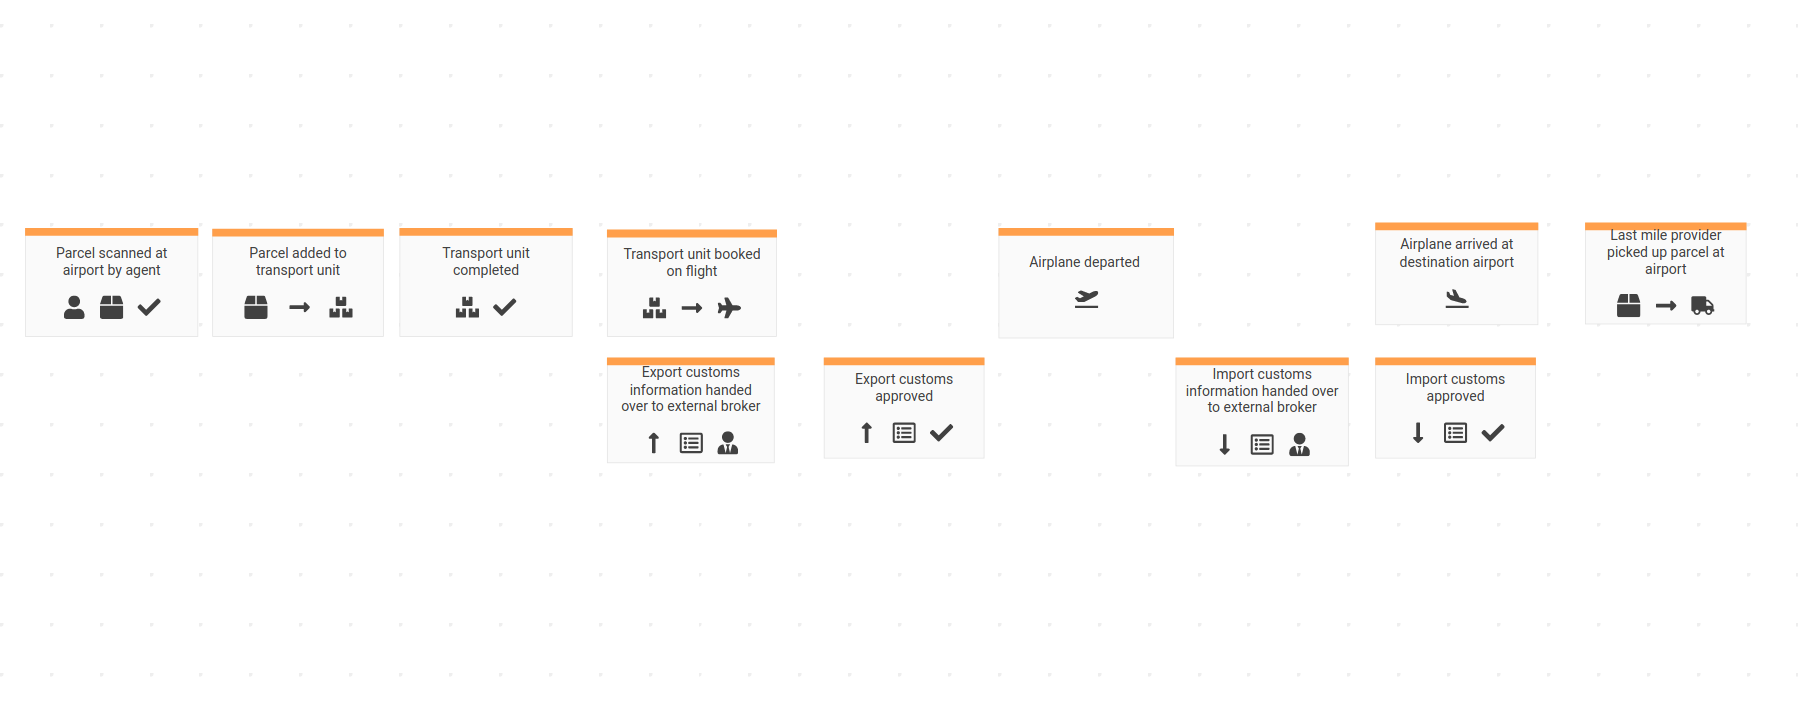 Parcel scanned at
airport by agent
Parcel added to
transport unit
Transport unit
completed
Transport unit booked
on flight
Airplane departed
Airplane arrived at
destination airport
Last mile provider
picked up parcel at
airport
Export customs
information handed
over to external broker
Export customs
approved
Import customs
information handed over
to external broker
Import customs
approved